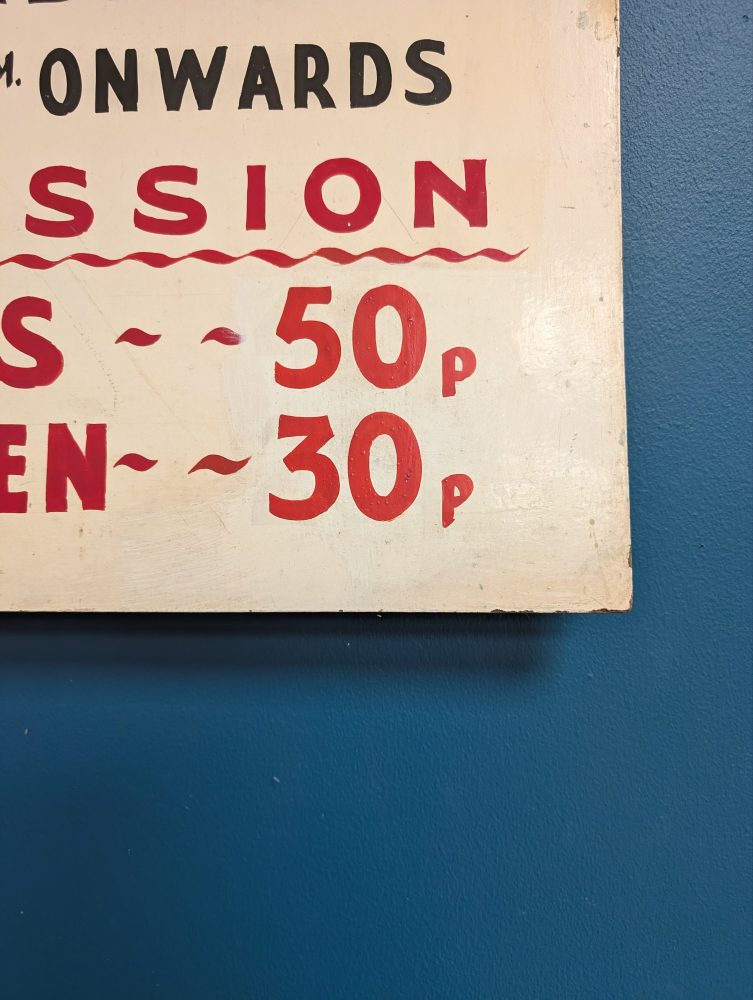 M. ONWARDS
SSION
S ~ ~ 50p
EN ~ ~ 30p